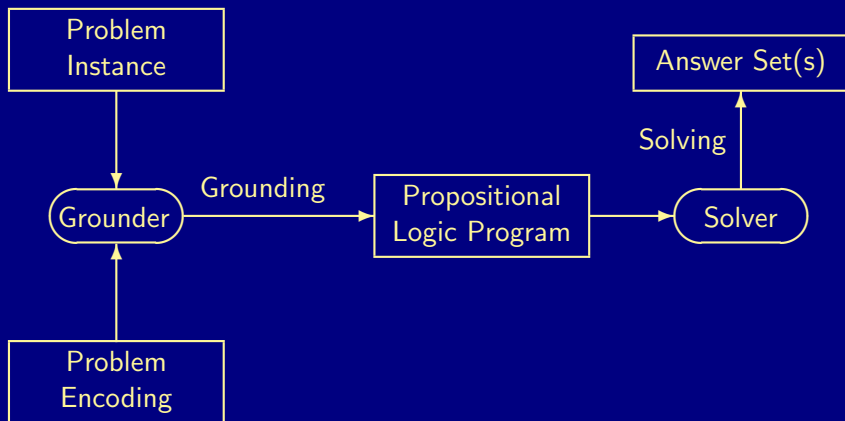 Problem
Instance
Answer Set(s)
Solving
Grounding
Grounder
Propositional
Logic Program
Solver
Problem
Encoding